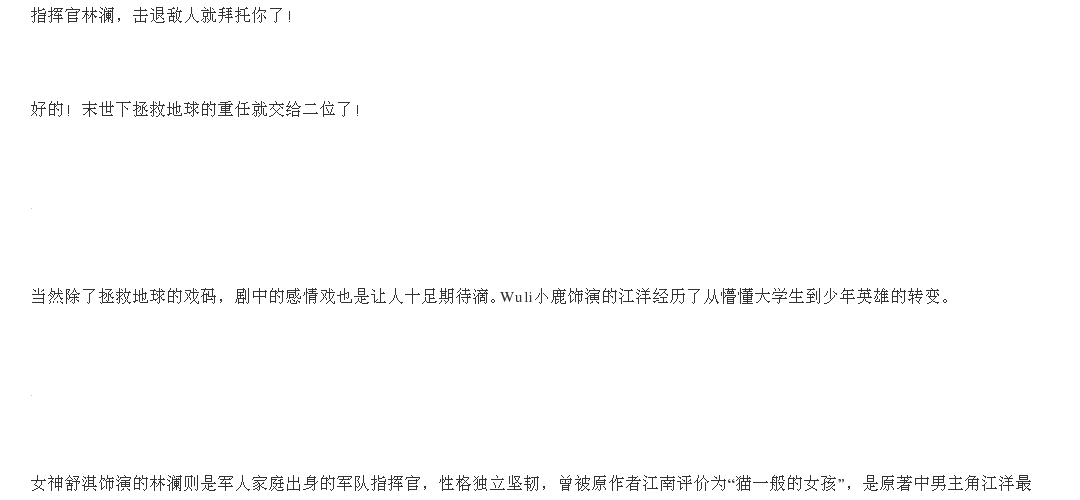 指挥官林澜，击退敌人就拜托你了！
好的！末世下拯救地球的重任就交给二位了！
当然除了拯救地球的戏码，剧中的感情戏也是让人十足期待滴。Wuli小鹿饰演的江洋经历了从懵懂大学生到少年英雄的转变。
女神舒淇饰演的林澜则是军人家庭出身的军队指挥官，性格独立坚韧，曾被原作者江南评价为“猫一般的女孩”，是原著中男主角江洋最